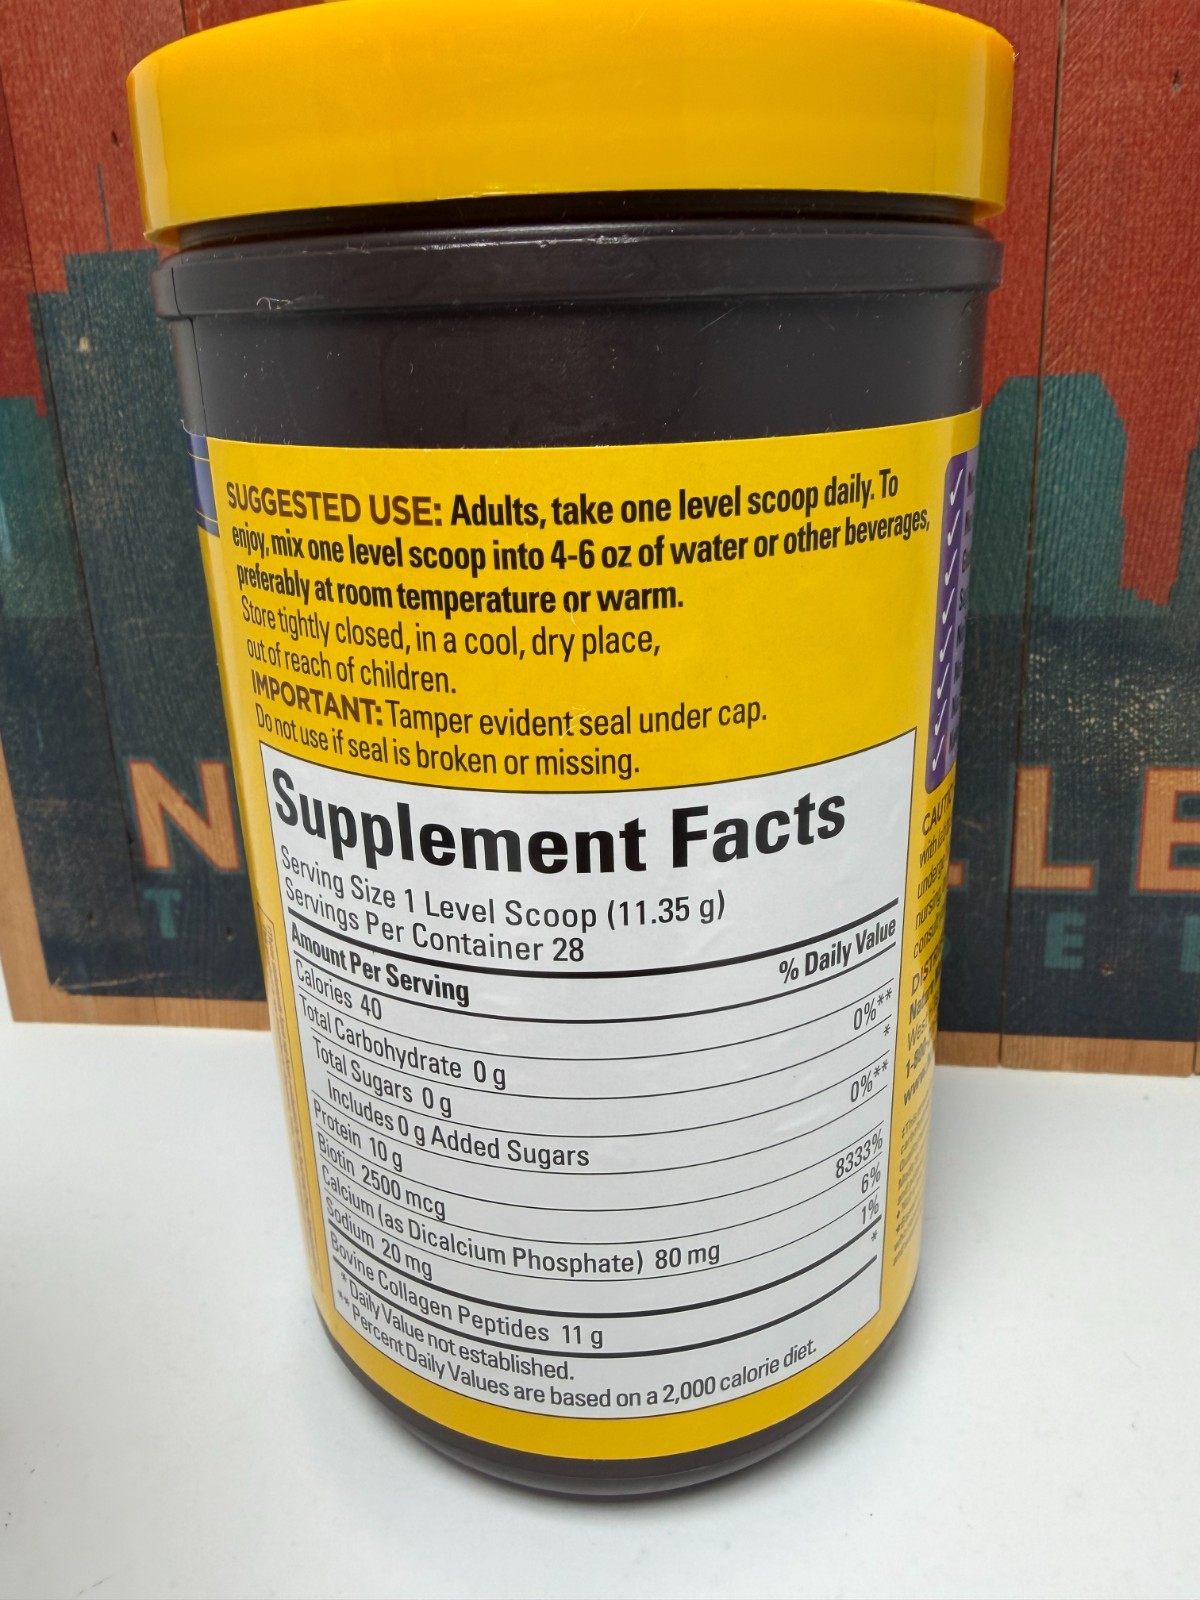 SUGGESTED USE: Adults, take one level scoop daily. To
enjoy, mix one level scoop into 4-6 oz of water or other beverages,
preferably at room temperature or warm.
Store tightly closed, in a cool, dry place,
out of reach of children.
IMPORTANT: Tamper evident seal under cap.
Do not use if seal is broken or missing.
Supplement Facts
Serving Size 1 Level Scoop (11.35 g)
Servings Per Container 28
Amount Per Serving % Daily Value
Calories 40
Total Carbohydrate 0 g 0%**
Total Sugars 0 g *
Includes 0 g Added Sugars 0%**
Protein 10 g
Biotin 2500 mcg 8333%
Calcium (as Dicalcium Phosphate) 80 mg 6%
Sodium 20 mg 1%
Bovine Collagen Peptides 11 g *
* Daily Value not established.
** Percent Daily Values are based on a 2,000 calorie diet.